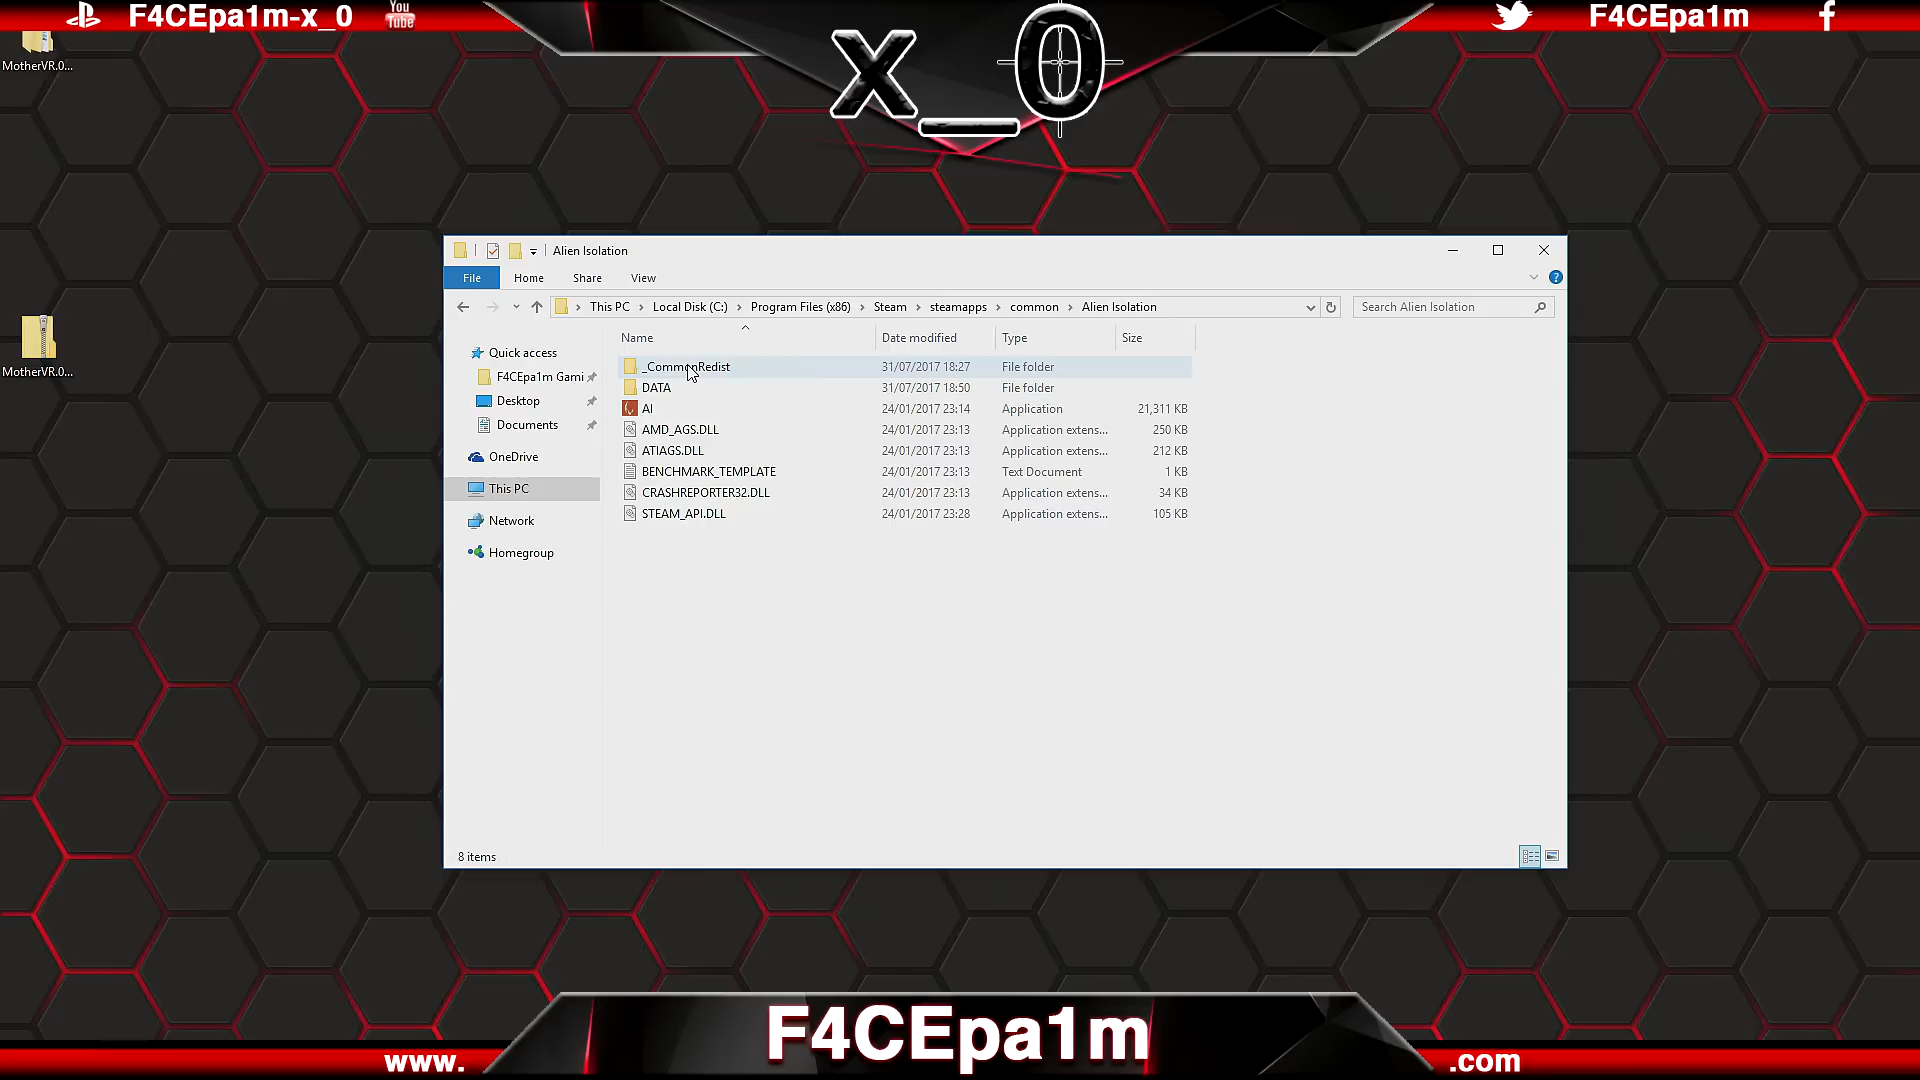 F4CEpa1m-x_0
You
Tube
F4CEpa1m
x_0
MotherVR.0...
MotherVR.0...
Alien Isolation
File Home Share View
This PC Local Disk (C:) Program Files (x86) Steam steamapps common Alien Isolation
Search Alien Isolation
Name Date modified Type Size
Quick access
F4CEpa1m Gami
Desktop
Documents
OneDrive
This PC
Network
Homegroup
_CommonRedist 31/07/2017 18:27 File folder
DATA 31/07/2017 18:50 File folder
AI 24/01/2017 23:14 Application 21,311 KB
AMD_AGS.DLL 24/01/2017 23:13 Application extens... 250 KB
ATIAGS.DLL 24/01/2017 23:13 Application extens... 212 KB
BENCHMARK_TEMPLATE 24/01/2017 23:13 Text Document 1 KB
CRASHREPORTER32.DLL 24/01/2017 23:13 Application extens... 34 KB
STEAM_API.DLL 24/01/2017 23:28 Application extens... 105 KB
8 items
www.
F4CEpa1m
.com